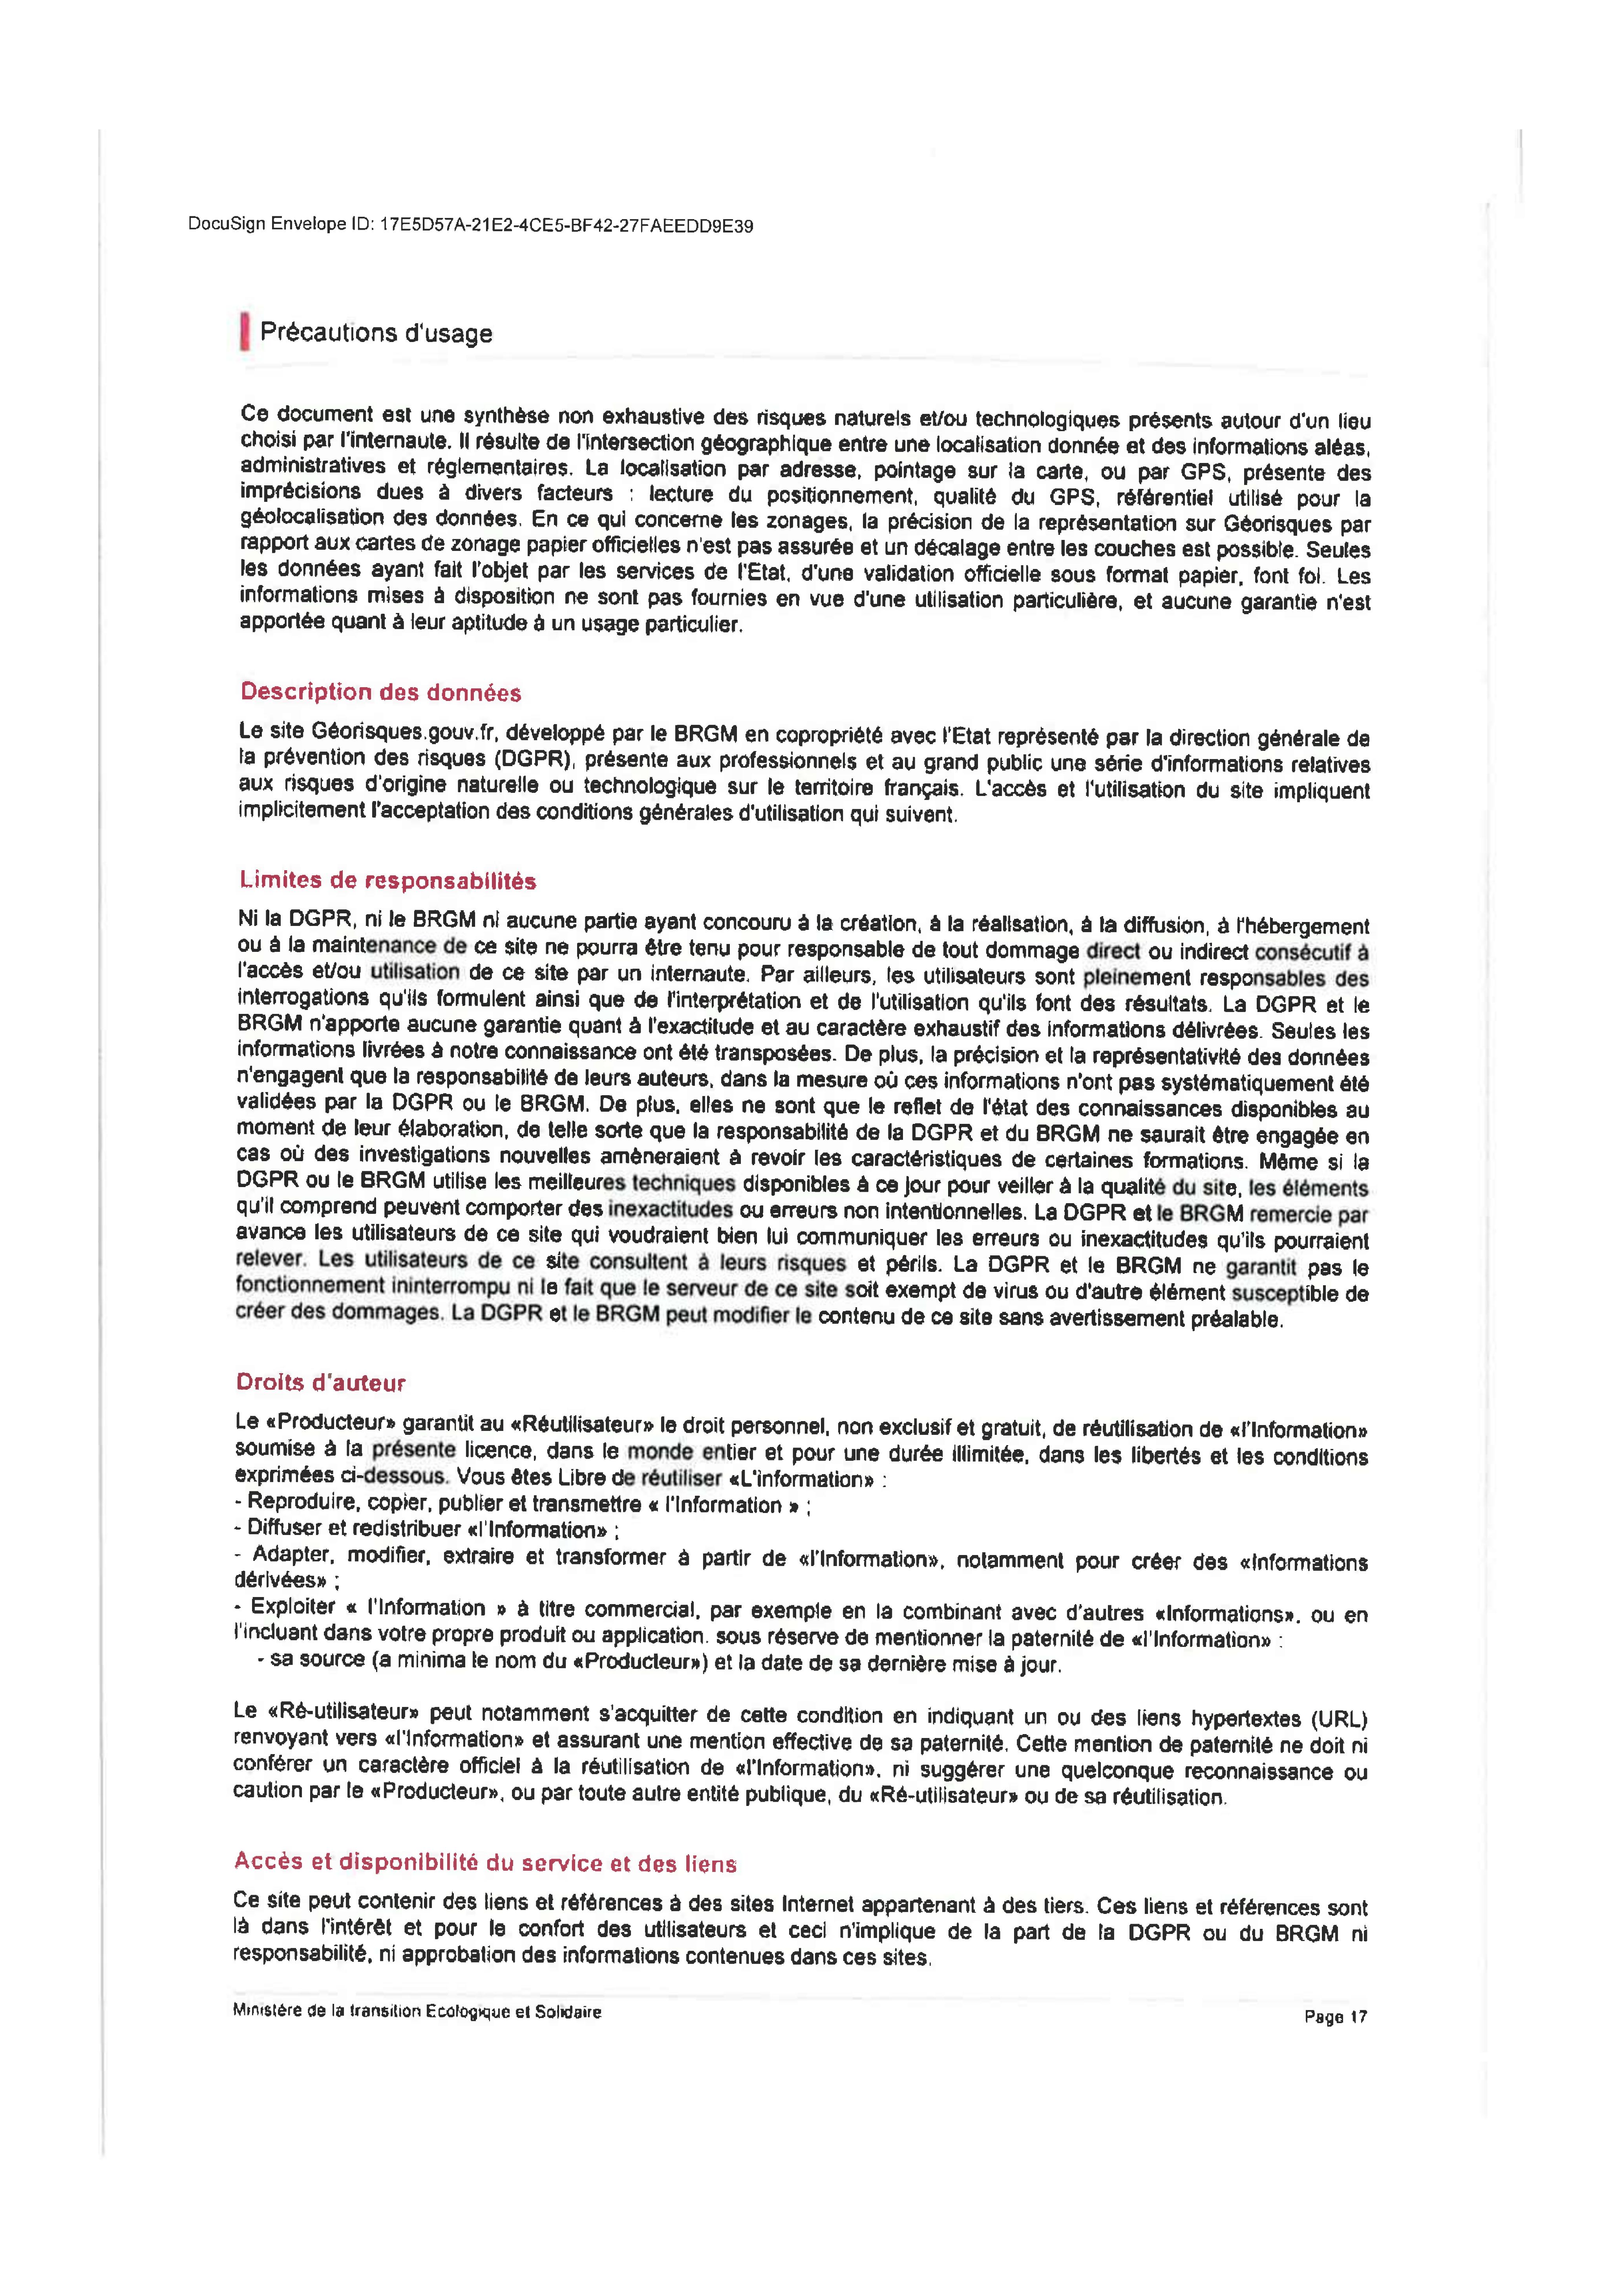 DocuSign Envelope ID: 17E5D57A-21E2-4CE5-BF42-27FAEEDD9E39
Précautions d'usage
Ce document est une synthèse non exhaustive des risques naturels et/ou technologiques présents autour d'un lieu
choisi par l'internaute. Il résulte de l'intersection géographique entre une localisation donnée et des informations aléas,
administratives et réglementaires. La localisation par adresse, pointage sur la carte, ou par GPS, présente des
imprécisions dues à divers facteurs : lecture du positionnement, qualité du GPS, référentiel utilisé pour la
géolocalisation des données. En ce qui concerne les zonages, la précision de la représentation sur Géorisques par
rapport aux cartes de zonage papier officielles n'est pas assurée et un décalage entre les couches est possible. Seules
les données ayant fait l'objet par les services de l'Etat, d'une validation officielle sous format papier, font foi. Les
informations mises à disposition ne sont pas fournies en vue d'une utilisation particulière, et aucune garantie n'est
apportée quant à leur aptitude à un usage particulier.
Description des données
Le site Géorisques.gouv.fr, développé par le BRGM en copropriété avec l'Etat représenté par la direction générale de
la prévention des risques (DGPR), présente aux professionnels et au grand public une série d'informations relatives
aux risques d'origine naturelle ou technologique sur le territoire français. L'accès et l'utilisation du site impliquent
implicitement l'acceptation des conditions générales d'utilisation qui suivent.
Limites de responsabilités
Ni la DGPR, ni le BRGM ni aucune partie ayant concouru à la création, à la réalisation, à la diffusion, à l'hébergement
ou à la maintenance de ce site ne pourra être tenu pour responsable de tout dommage direct ou indirect consécutif à
l'accès et/ou utilisation de ce site par un internaute. Par ailleurs, les utilisateurs sont pleinement responsables des
interrogations qu'ils formulent ainsi que de l'interprétation et de l'utilisation qu'ils font des résultats. La DGPR et le
BRGM n'apporte aucune garantie quant à l'exactitude et au caractère exhaustif des informations délivrées. Seules les
informations livrées à notre connaissance ont été transposées. De plus, la précision et la représentativité des données
n'engagent que la responsabilité de leurs auteurs, dans la mesure où ces informations n'ont pas systématiquement été
validées par la DGPR ou le BRGM. De plus, elles ne sont que le reflet de l'état des connaissances disponibles au
moment de leur élaboration, de telle sorte que la responsabilité de la DGPR et du BRGM ne saurait être engagée en
cas où des investigations nouvelles amèneraient à revoir les caractéristiques de certaines formations. Même si la
DGPR ou le BRGM utilise les meilleures techniques disponibles à ce jour pour veiller à la qualité du site, les éléments
qu'il comprend peuvent comporter des inexactitudes ou erreurs non intentionnelles. La DGPR et le BRGM remercie par
avance les utilisateurs de ce site qui voudraient bien lui communiquer les erreurs ou inexactitudes qu'ils pourraient
relever. Les utilisateurs de ce site consultent à leurs risques et périls. La DGPR et le BRGM ne garantit pas le
fonctionnement ininterrompu ni le fait que le serveur de ce site soit exempt de virus ou d'autre élément susceptible de
créer des dommages. La DGPR et le BRGM peut modifier le contenu de ce site sans avertissement préalable.
Droits d'auteur
Le «Producteur» garantit au «Réutilisateur» le droit personnel, non exclusif et gratuit, de réutilisation de «l'Information»
soumise à la présente licence, dans le monde entier et pour une durée illimitée, dans les libertés et les conditions
exprimées ci-dessous. Vous êtes Libre de réutiliser «L'information» :
- Reproduire, copier, publier et transmettre « l'Information » ;
- Diffuser et redistribuer «l'Information» ;
- Adapter, modifier, extraire et transformer à partir de «l'Information», notamment pour créer des «Informations
dérivées» ;
- Exploiter « l'Information » à titre commercial, par exemple en la combinant avec d'autres «Informations», ou en
l'incluant dans votre propre produit ou application. sous réserve de mentionner la paternité de «l'Information» :
- sa source (a minima le nom du «Producteur») et la date de sa dernière mise à jour.
Le «Ré-utilisateur» peut notamment s'acquitter de cette condition en indiquant un ou des liens hypertextes (URL)
renvoyant vers «l'Information» et assurant une mention effective de sa paternité. Cette mention de paternité ne doit ni
conférer un caractère officiel à la réutilisation de «l'Information», ni suggérer une quelconque reconnaissance ou
caution par le «Producteur», ou par toute autre entité publique, du «Ré-utilisateur» ou de sa réutilisation.
Accès et disponibilité du service et des liens
Ce site peut contenir des liens et références à des sites Internet appartenant à des tiers. Ces liens et références sont
là dans l'intérêt et pour le confort des utilisateurs et ceci n'implique de la part de la DGPR ou du BRGM ni
responsabilité, ni approbation des informations contenues dans ces sites.
Ministère de la transition Ecologique et Solidaire
Page 17